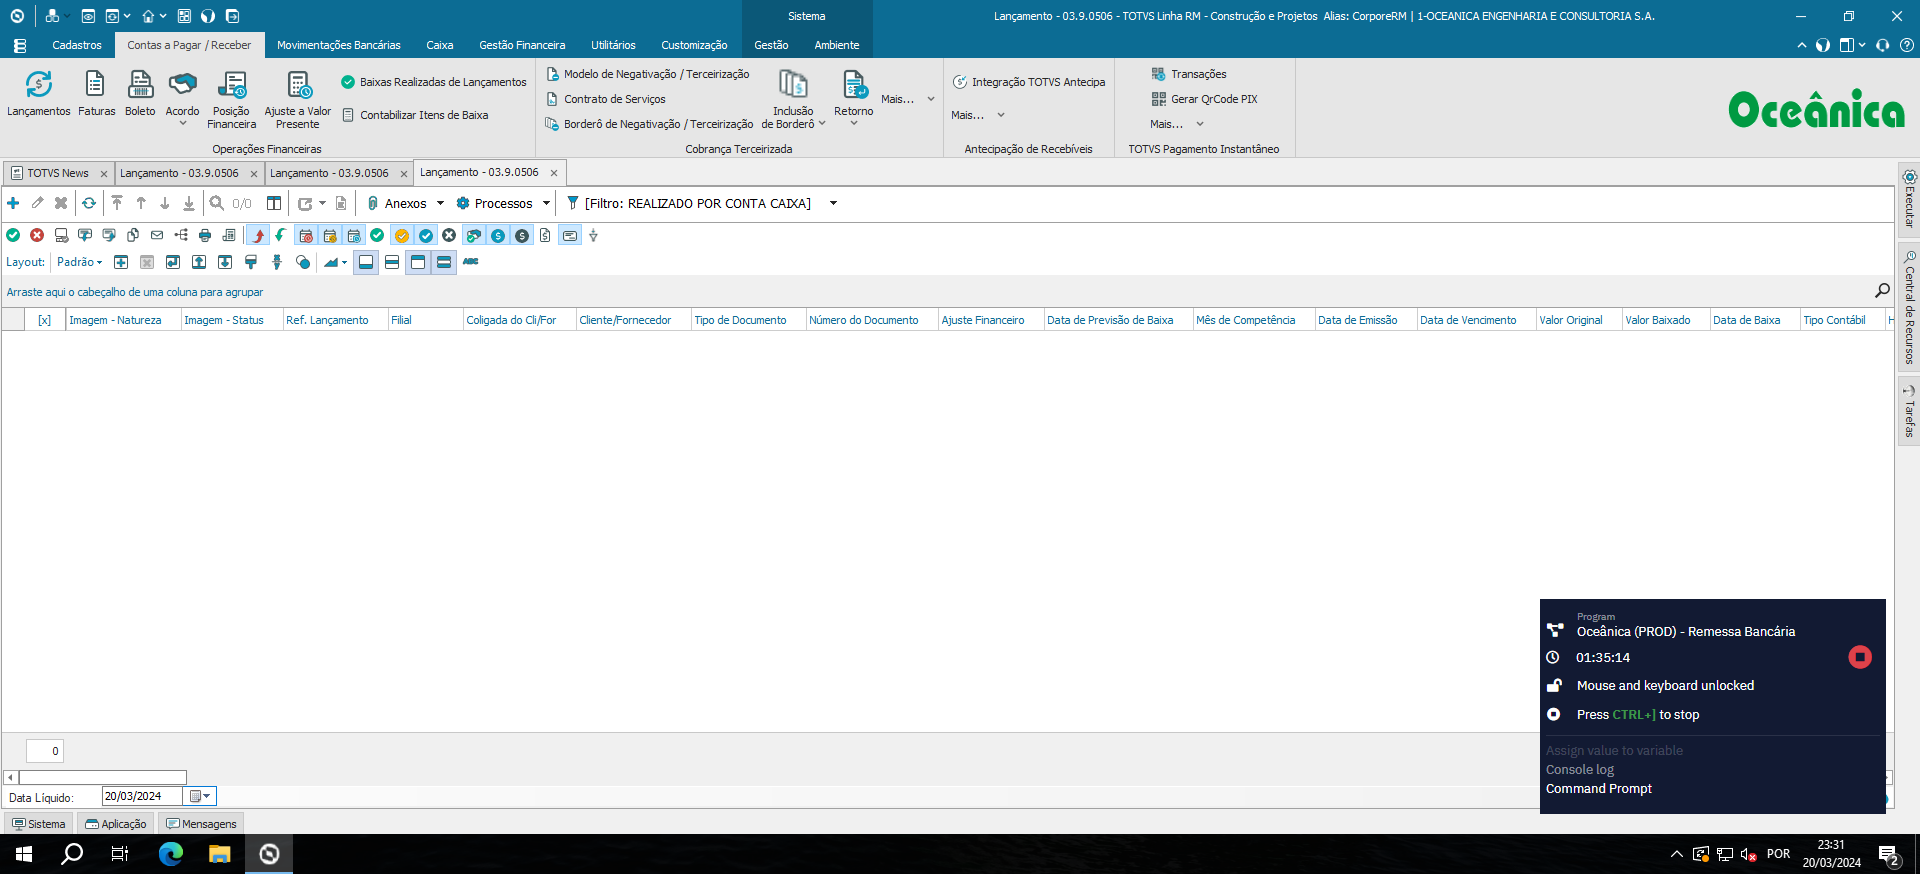 Sistema
Lançamento - 03.9.0506 - TOTVS Linha RM - Construção e Projetos  Alias: CorporeRM | 1-OCEANICA ENGENHARIA E CONSULTORIA S.A.
Cadastros
Contas a Pagar / Receber
Movimentações Bancárias
Caixa
Gestão Financeira
Utilitários
Customização
Gestão
Ambiente
Lançamentos
Faturas
Boleto
Acordo
Posição Financeira
Ajuste a Valor Presente
Baixas Realizadas de Lançamentos
Contabilizar Itens de Baixa
Operações Financeiras
Modelo de Negativação / Terceirização
Contrato de Serviços
Borderô de Negativação / Terceirização
Inclusão de Borderô
Retorno
Mais...
Cobrança Terceirizada
Integração TOTVS Antecipa
Mais...
Antecipação de Recebíveis
Transações
Gerar QrCode PIX
Mais...
TOTVS Pagamento Instantâneo
Oceânica
TOTVS News
Lançamento - 03.9.0506
Lançamento - 03.9.0506
Lançamento - 03.9.0506
0/0
Anexos
Processos
[Filtro: REALIZADO POR CONTA CAIXA]
Layout:
Padrão
ABC
Arraste aqui o cabeçalho de uma coluna para agrupar
[x]
Imagem - Natureza
Imagem - Status
Ref. Lançamento
Filial
Coligada do Cli/For
Cliente/Fornecedor
Tipo de Documento
Número do Documento
Ajuste Financeiro
Data de Previsão de Baixa
Mês de Competência
Data de Emissão
Data de Vencimento
Valor Original
Valor Baixado
Data de Baixa
Tipo Contábil
Executar
Central de Recursos
Tarefas
Program
Oceânica (PROD) - Remessa Bancária
01:35:14
Mouse and keyboard unlocked
Press CTRL+] to stop
Assign value to variable
Console log
Command Prompt
0
Data Líquido:
20/03/2024
Sistema
Aplicação
Mensagens
POR
23:31
20/03/2024
2